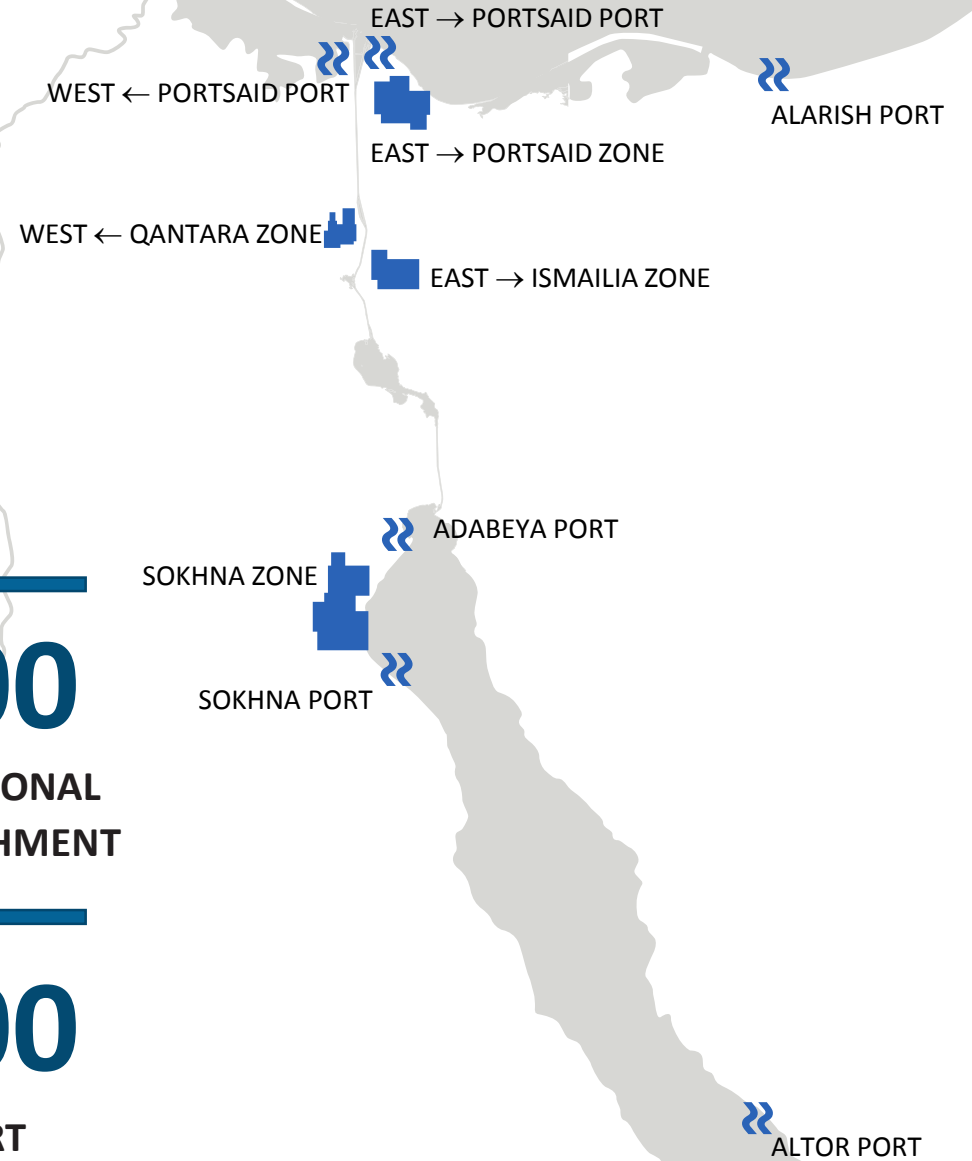 EAST → PORTSAID PORT
WEST ← PORTSAID PORT
ALARISH PORT
EAST → PORTSAID ZONE
WEST ← QANTARA ZONE
EAST → ISMAILIA ZONE
ADABEYA PORT
SOKHNA ZONE
SOKHNA PORT
00
ONAL
HMENT
00
RT
ALTOR PORT